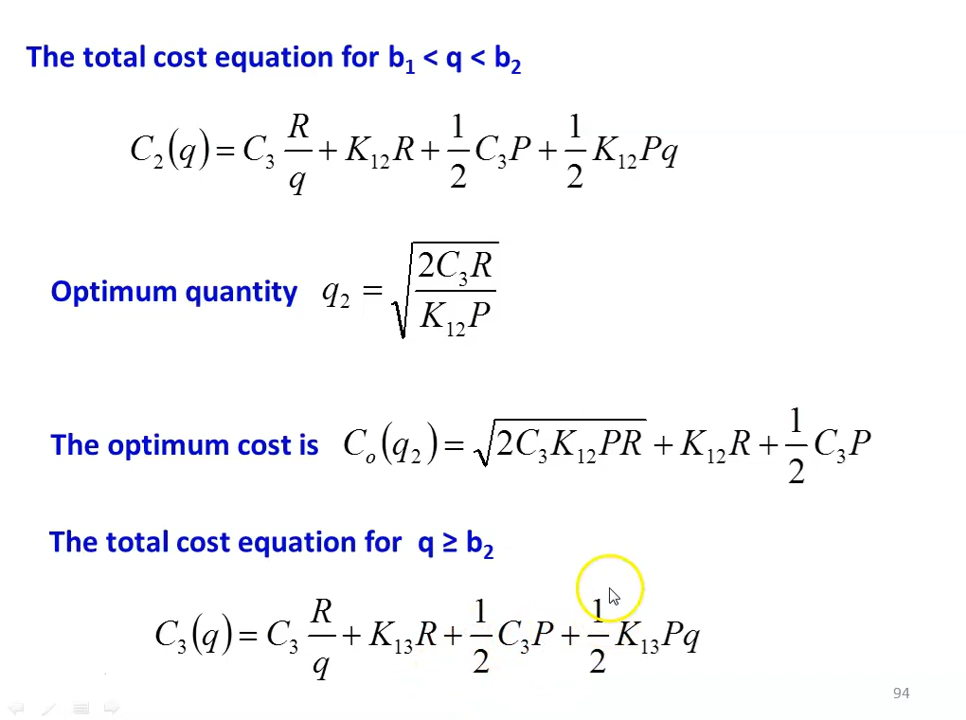 The total cost equation for b₁ < q < b₂
C₂(q) = C₃ R/q + K₁₂R + 1/2 C₃P + 1/2 K₁₂Pq
Optimum quantity q₂ = √(2C₃R / K₁₂P)
The optimum cost is Cₒ(q₂) = √(2C₃K₁₂PR) + K₁₂R + 1/2 C₃P
The total cost equation for q ≥ b₂
C₃(q) = C₃ R/q + K₁₃R + 1/2 C₃P + 1/2 K₁₃Pq
94